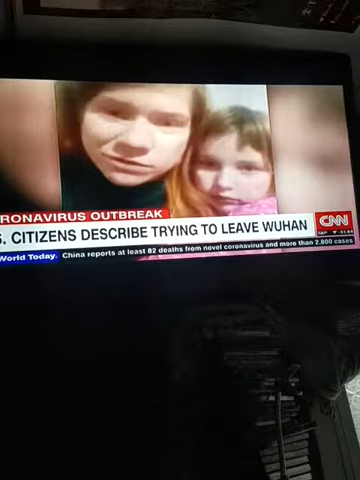 RONAVIRUS OUTBREAK
S. CITIZENS DESCRIBE TRYING TO LEAVE WUHAN
CNN
World Today. China reports at least 82 deaths from novel coronavirus and more than 2,800 cases